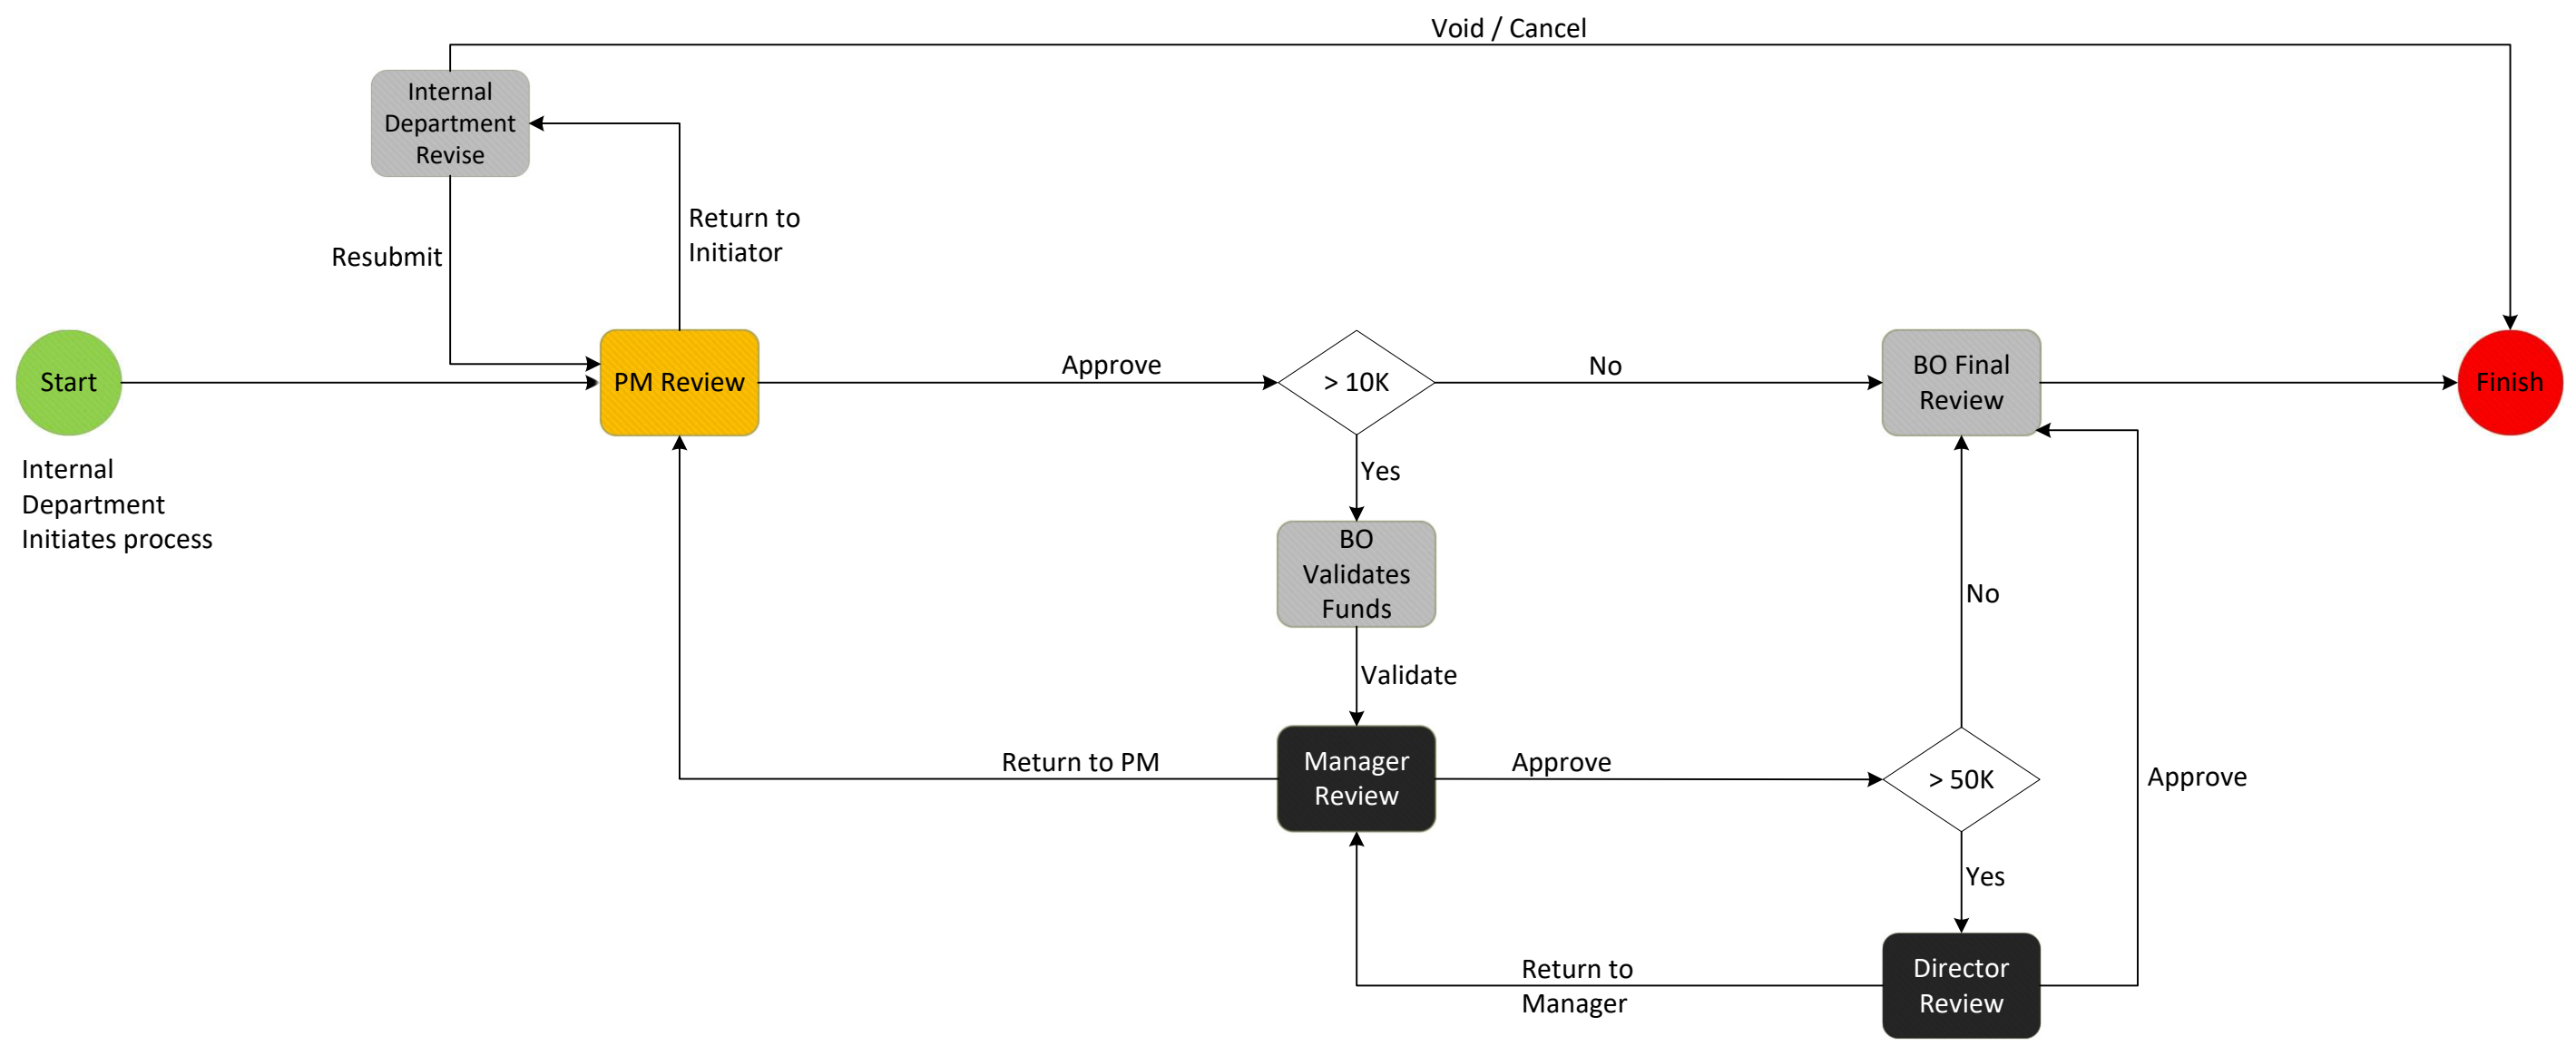 Void / Cancel
Internal
Department
Revise
Return to
Initiator
Resubmit
Start
PM Review
Approve
> 10K
No
BO Final
Review
Finish
Internal
Department
Initiates process
Yes
BO
Validates
Funds
No
Validate
Return to PM
Manager
Review
Approve
> 50K
Approve
Yes
Return to
Manager
Director
Review